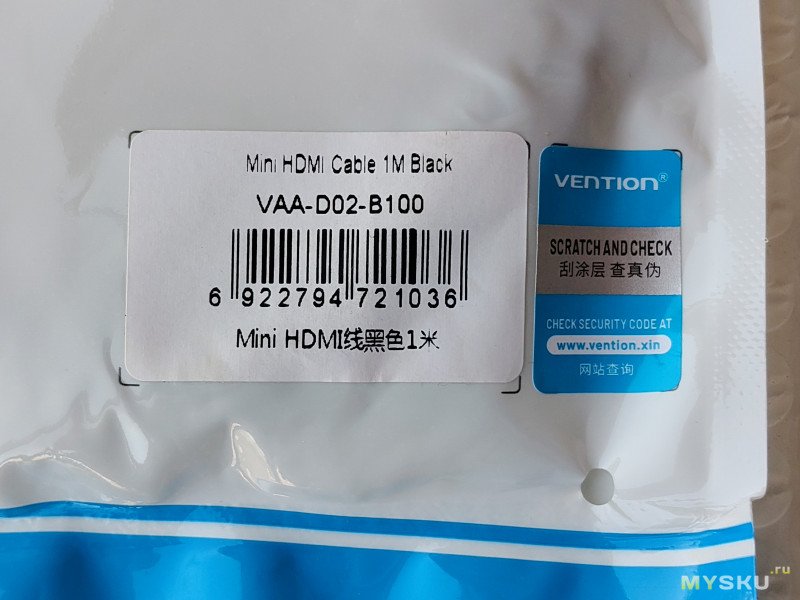 Mini HDMI Cable 1M Black
VAA-D02-B100
6 922794 721036
Mini HDMI线黑色1米
VENTION®
SCRATCH AND CHECK
刮涂层 查真伪
CHECK SECURITY CODE AT
www.vention.xin
网站查询
MYSKU.ru